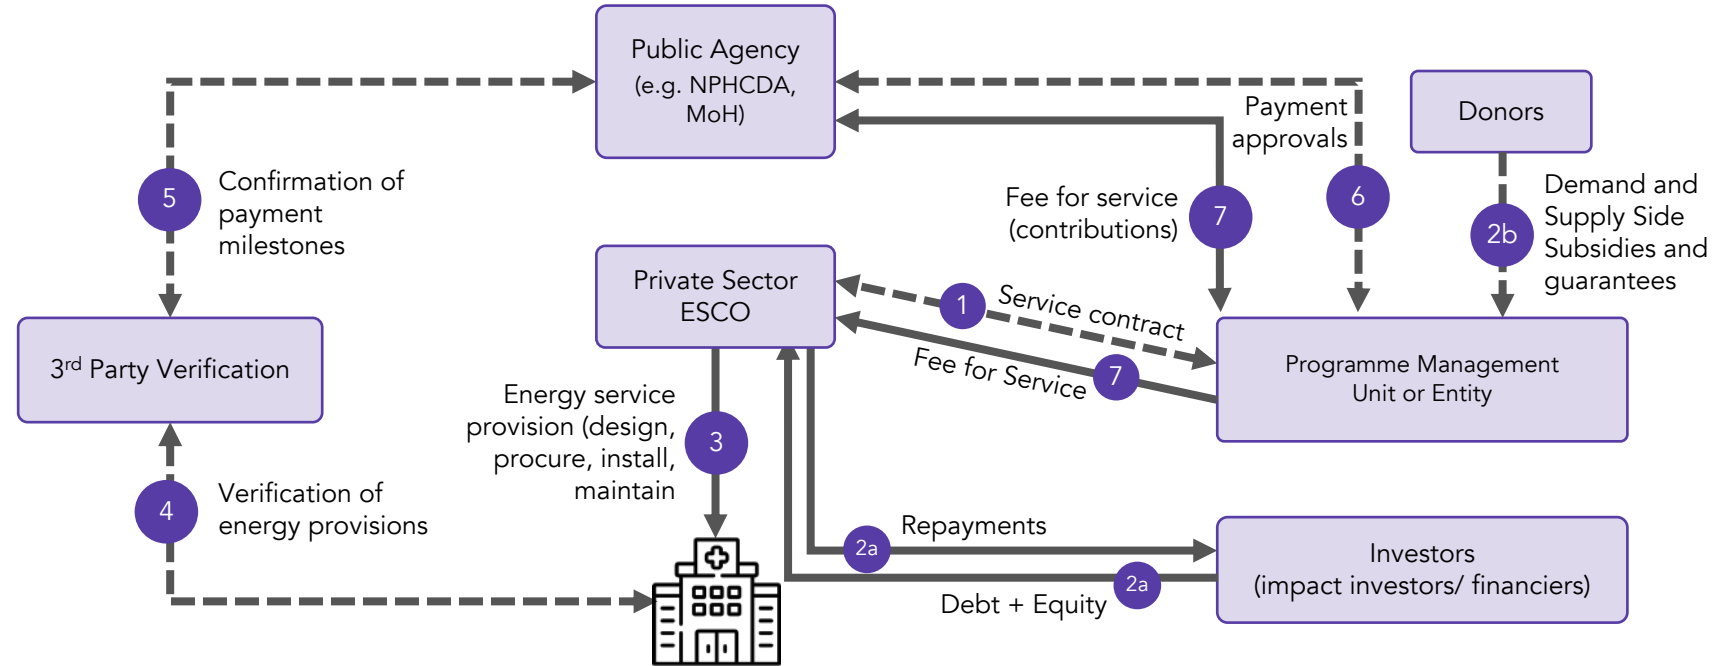 Public Agency
(e.g. NPHCDA,
MoH)
Donors
Payment
approvals
5
Confirmation of
payment
milestones
6
Demand and
Supply Side
Subsidies and
guarantees
2b
Fee for service
(contributions)
7
Private Sector
ESCO
1
Service contract
3rd Party Verification
Programme Management
Unit or Entity
Fee for Service
7
Energy service
provision (design,
procure, install,
maintain
3
4
Verification of
energy provisions
Repayments
2a
Investors
(impact investors/ financiers)
2a
Debt + Equity